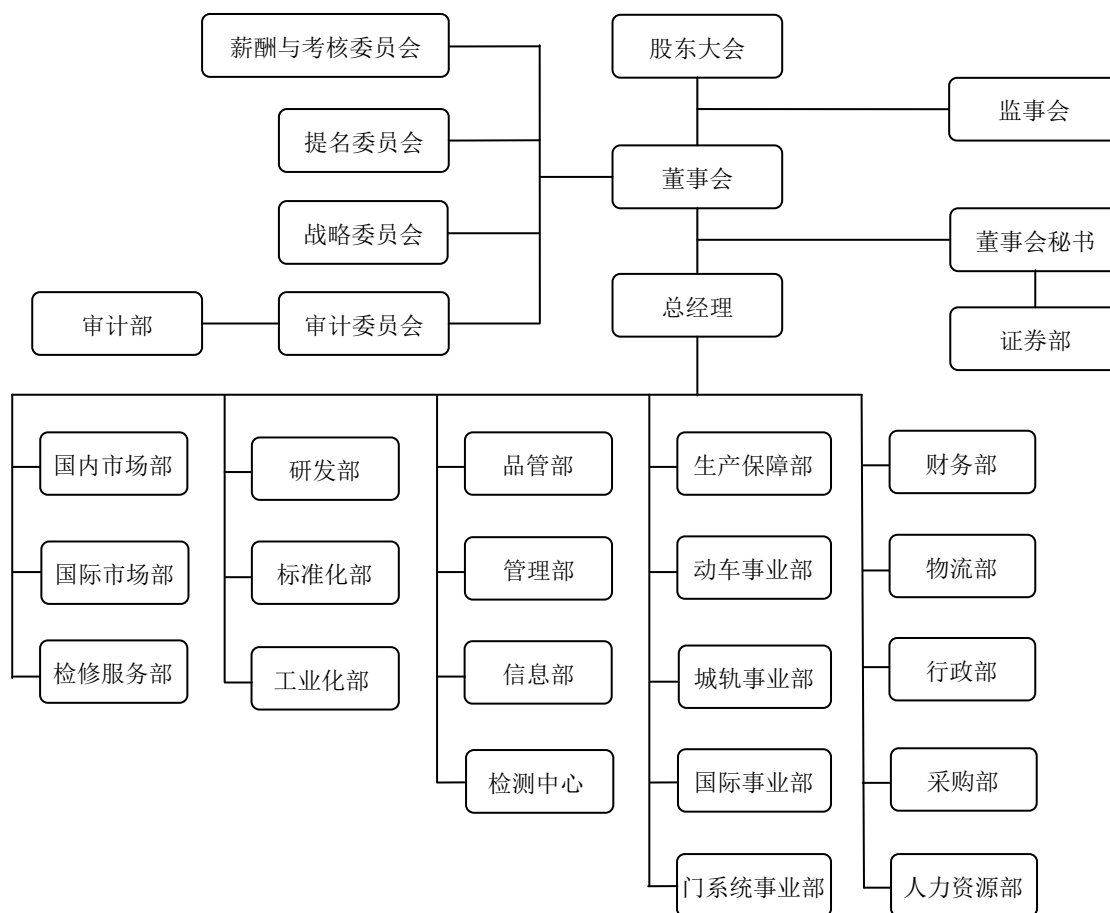 薪酬与考核委员会
股东大会
监事会
提名委员会
董事会
战略委员会
董事会秘书
审计部
审计委员会
总经理
证券部
国内市场部
研发部
品管部
生产保障部
财务部
国际市场部
标准化部
管理部
动车事业部
物流部
检修服务部
工业化部
信息部
城轨事业部
行政部
检测中心
国际事业部
采购部
门系统事业部
人力资源部